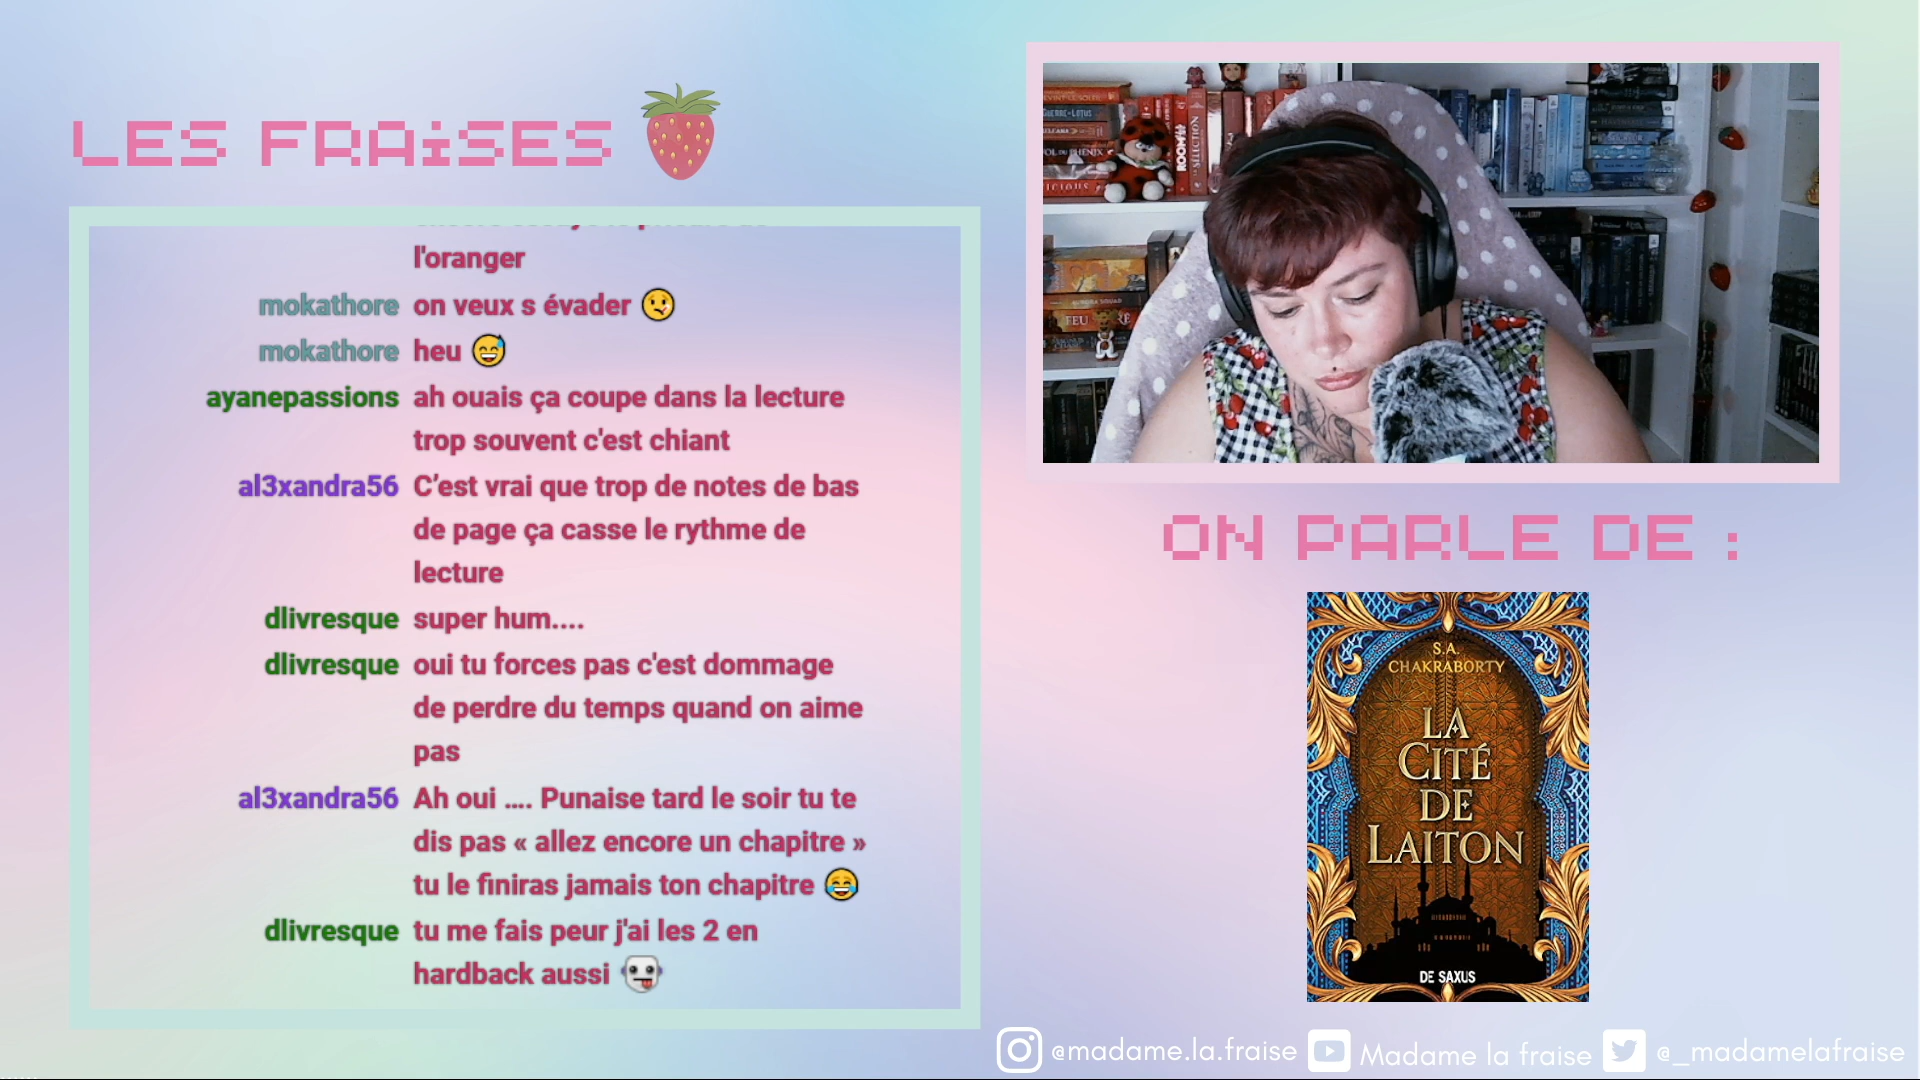 LES FRAiSES
l'oranger
mokathore on veux s évader
mokathore heu
ayanepassions ah ouais ça coupe dans la lecture
trop souvent c'est chiant
al3xandra56 C’est vrai que trop de notes de bas
de page ça casse le rythme de
lecture
dlivresque super hum....
dlivresque oui tu forces pas c'est dommage
de perdre du temps quand on aime
pas
al3xandra56 Ah oui …. Punaise tard le soir tu te
dis pas « allez encore un chapitre »
tu le finiras jamais ton chapitre
dlivresque tu me fais peur j'ai les 2 en
hardback aussi
ROOMIES
SÉLECTION
FEU
ON PARLE DE :
S.A.
CHAKRABORTY
LA
CITÉ
DE
LAITON
DE SAXUS
@madame.la.fraise Madame la fraise @_madamelafraise